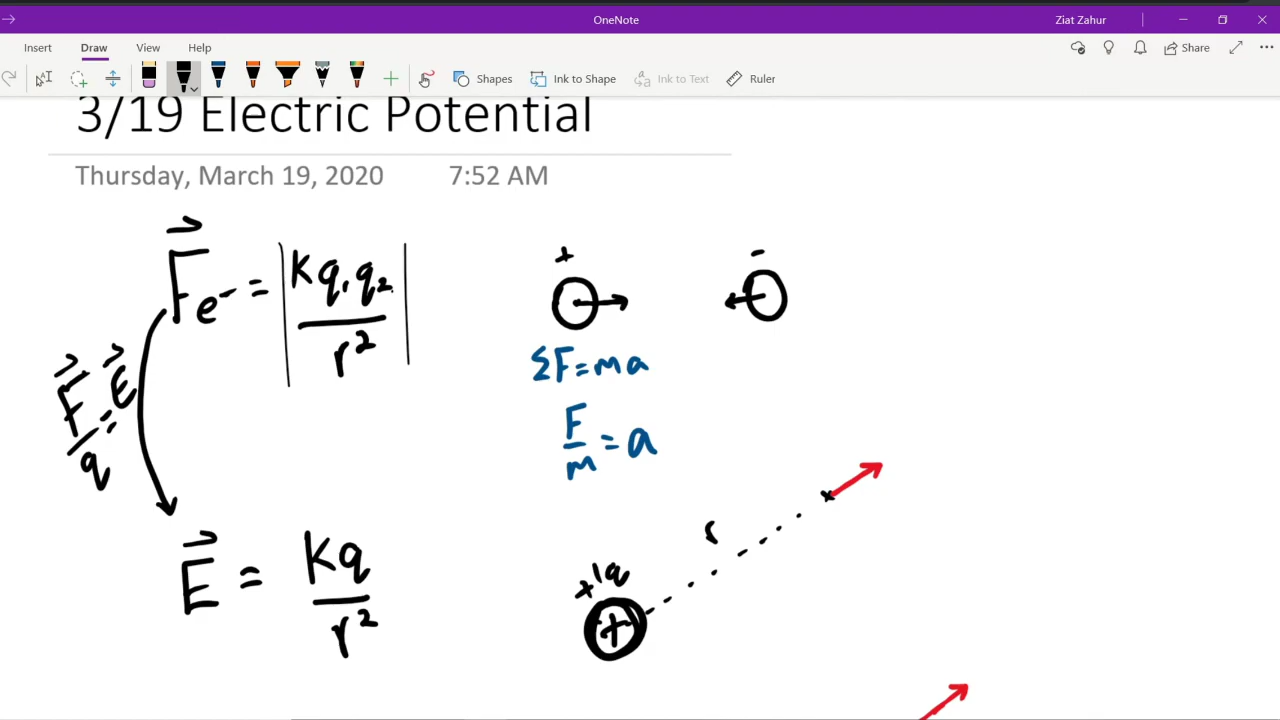 OneNote
Ziat Zahur
Insert Draw View Help
Share
Shapes Ink to Shape Ink to Text Ruler
3/19 Electric Potential
Thursday, March 19, 2020 7:52 AM
F⃗e⁻ = |Kq₁q₂ / r²|
+ -
ΣF=ma
F⃗/q = E⃗
F/m = a
r
+1q
+
E⃗ = Kq / r²